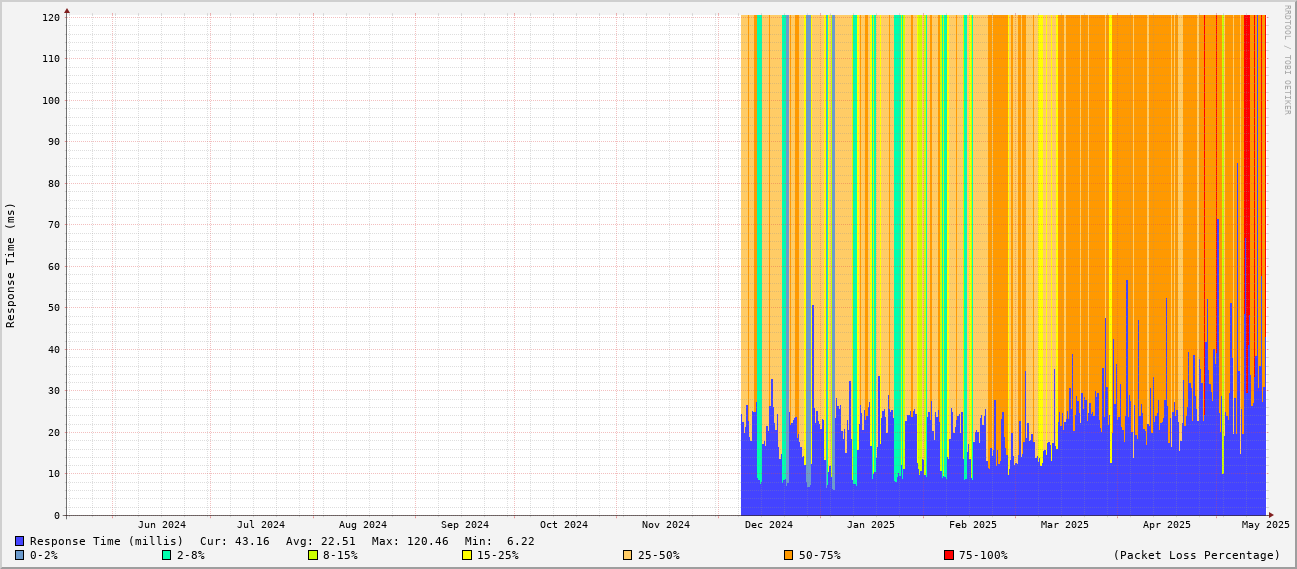 RRDTOOL / TOBI OETIKER
Response Time (ms)
120
110
100
90
80
70
60
50
40
30
20
10
0
Jun 2024 Jul 2024 Aug 2024 Sep 2024 Oct 2024 Nov 2024 Dec 2024 Jan 2025 Feb 2025 Mar 2025 Apr 2025 May 2025
Response Time (millis) Cur: 43.16 Avg: 22.51 Max: 120.46 Min: 6.22
0-2% 2-8% 8-15% 15-25% 25-50% 50-75% 75-100% (Packet Loss Percentage)